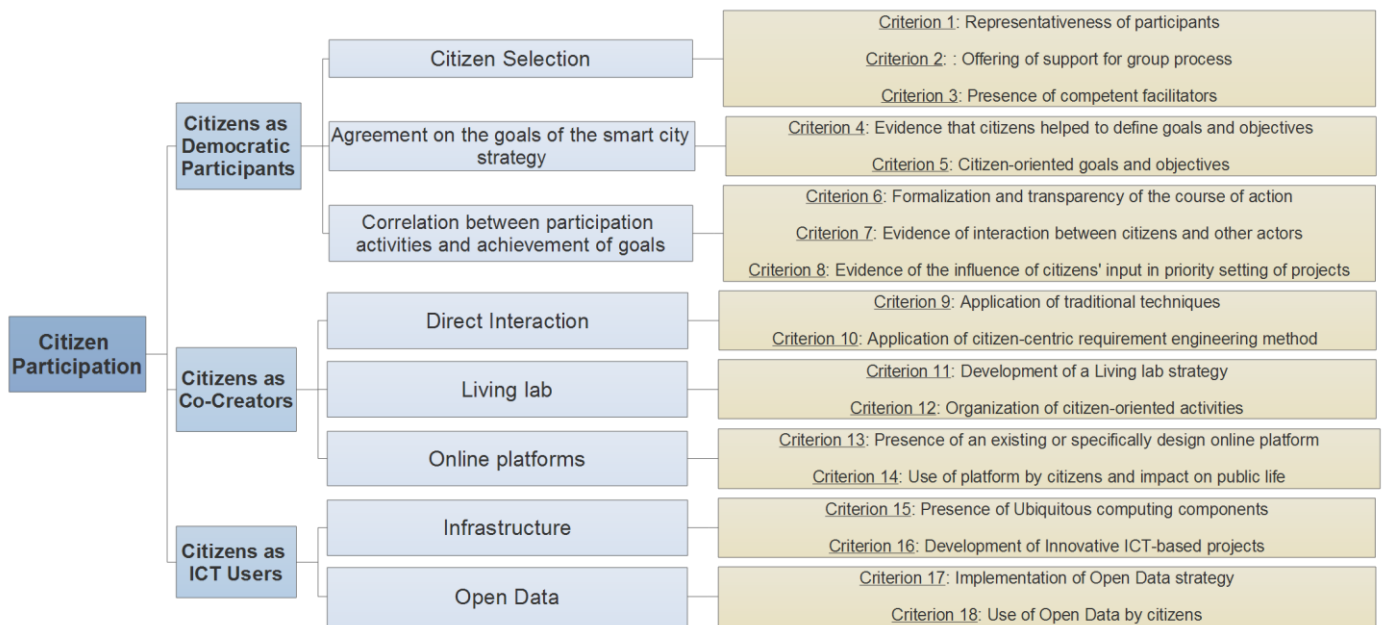 Citizen
Participation
Citizens as
Democratic
Participants
Citizen Selection
Criterion 1: Representativeness of participants
Criterion 2: : Offering of support for group process
Criterion 3: Presence of competent facilitators
Agreement on the goals of the smart city
strategy
Criterion 4: Evidence that citizens helped to define goals and objectives
Criterion 5: Citizen-oriented goals and objectives
Correlation between participation
activities and achievement of goals
Criterion 6: Formalization and transparency of the course of action
Criterion 7: Evidence of interaction between citizens and other actors
Criterion 8: Evidence of the influence of citizens' input in priority setting of projects
Citizens as
Co-Creators
Direct Interaction
Criterion 9: Application of traditional techniques
Criterion 10: Application of citizen-centric requirement engineering method
Living lab
Criterion 11: Development of a Living lab strategy
Criterion 12: Organization of citizen-oriented activities
Online platforms
Criterion 13: Presence of an existing or specifically design online platform
Criterion 14: Use of platform by citizens and impact on public life
Citizens as
ICT Users
Infrastructure
Criterion 15: Presence of Ubiquitous computing components
Criterion 16: Development of Innovative ICT-based projects
Open Data
Criterion 17: Implementation of Open Data strategy
Criterion 18: Use of Open Data by citizens